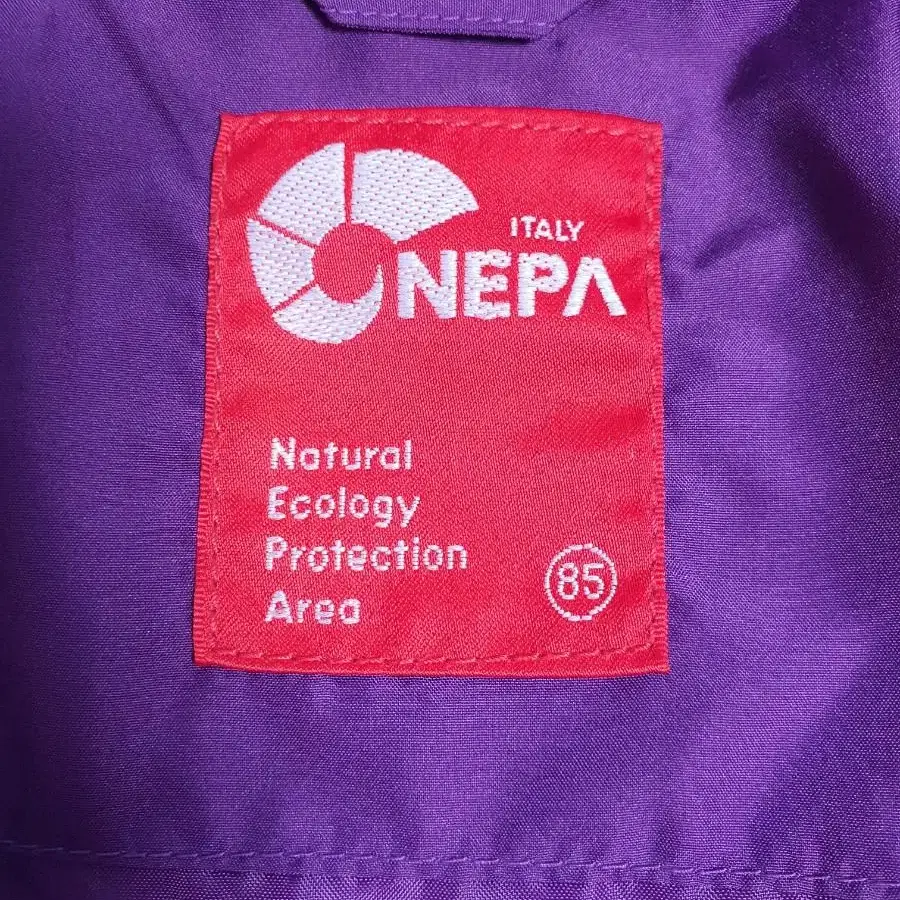 ITALY
NEPA
Natural
Ecology
Protection
Area
85